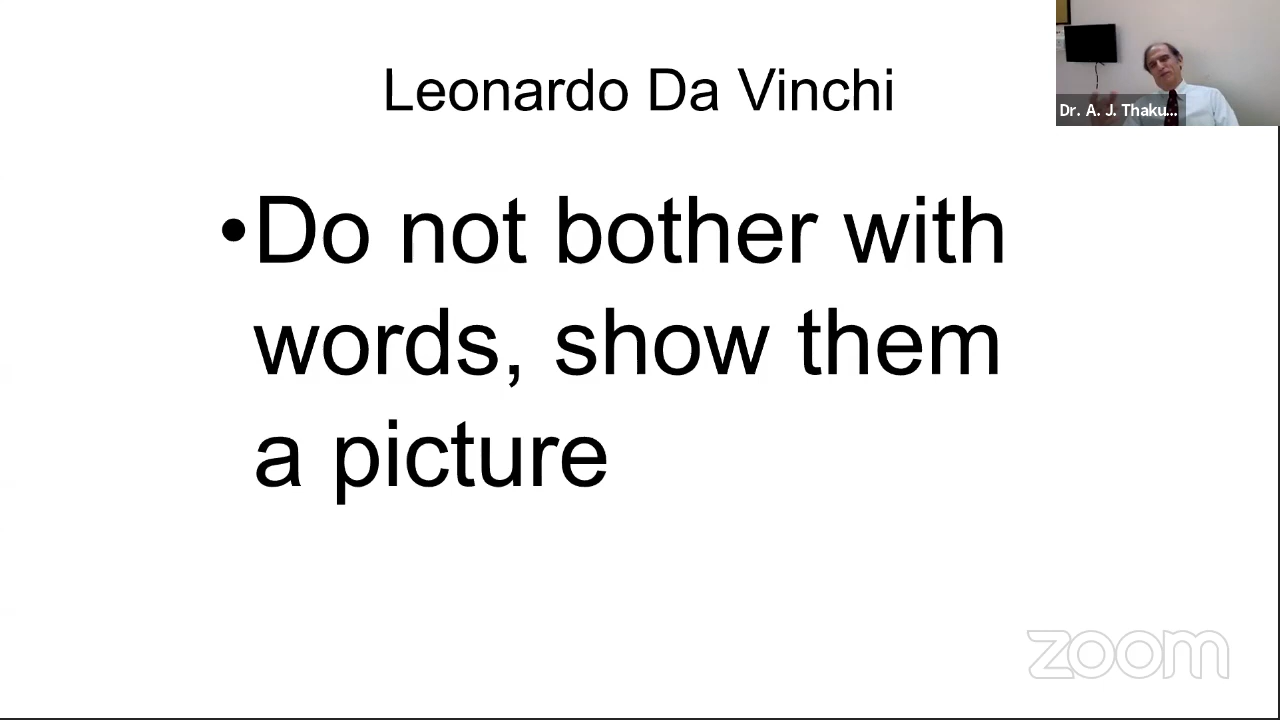 Leonardo Da Vinchi
Dr. A. J. Thaku...
•Do not bother with
words, show them
a picture
zoom